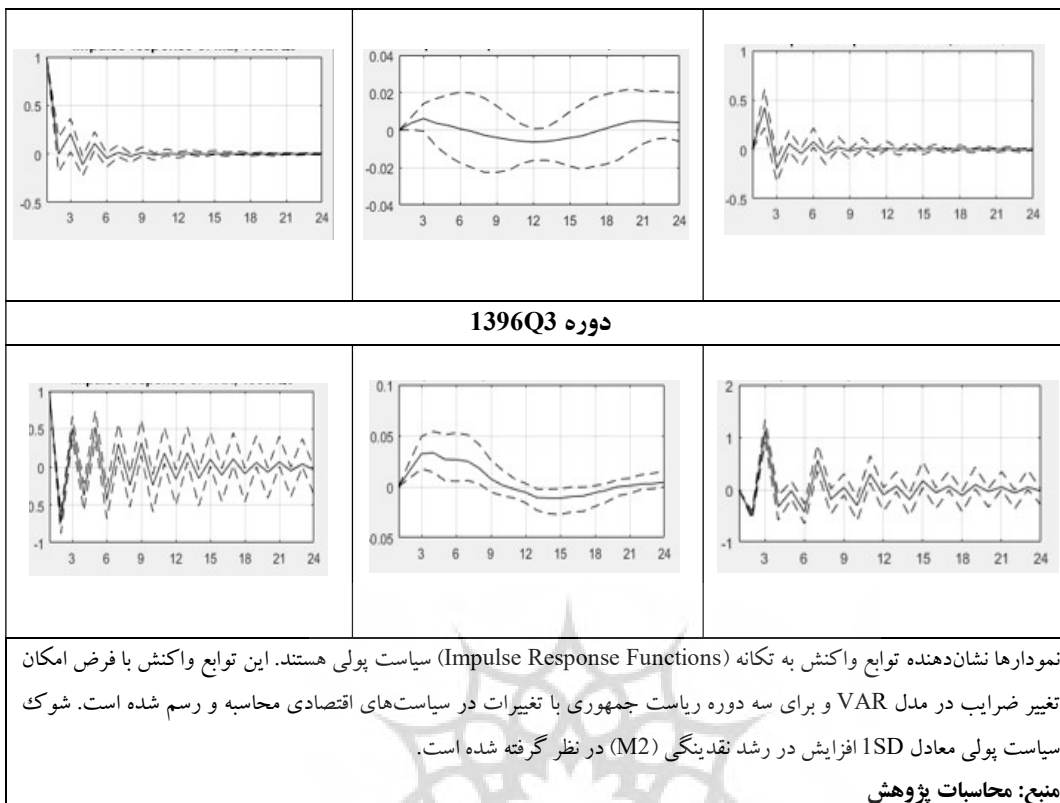 1
0.5
0
-0.5
3 6 9 12 15 18 21 24
0.04
0.02
0
-0.02
-0.04
3 6 9 12 15 18 21 24
1
0.5
0
-0.5
3 6 9 12 15 18 21 24
دوره 1396Q3
1
0.5
0
0.5
-1
3 6 9 12 15 18 21 24
0.1
0.05
0
0.05
3 6 9 12 15 18 21 24
2
1
0
-1
3 6 9 12 15 18 21 24
نمودارها نشان‌دهنده توابع واکنش به تکانه (Impulse Response Functions) سیاست پولی هستند. این توابع واکنش با فرض امکان
تغییر ضرایب در مدل VAR و برای سه دوره ریاست جمهوری با تغییرات در سیاست‌های اقتصادی محاسبه و رسم شده است. شوک
سیاست پولی معادل 1SD افزایش در رشد نقدینگی (M2) در نظر گرفته شده است.
منبع: محاسبات پژوهش